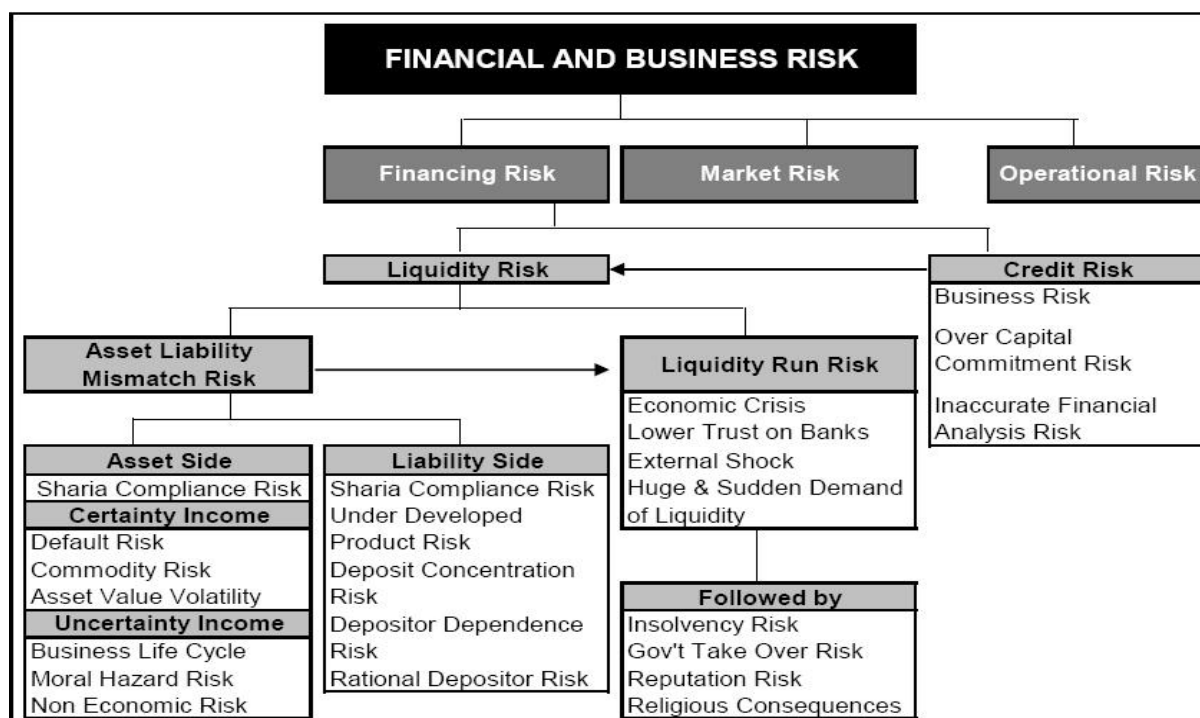 FINANCIAL AND BUSINESS RISK
Financing Risk
Market Risk
Operational Risk
Liquidity Risk
Credit Risk
Business Risk
Over Capital
Commitment Risk
Inaccurate Financial
Analysis Risk
Asset Liability
Mismatch Risk
Liquidity Run Risk
Economic Crisis
Lower Trust on Banks
External Shock
Huge & Sudden Demand
of Liquidity
Asset Side
Sharia Compliance Risk
Certainty Income
Default Risk
Commodity Risk
Asset Value Volatility
Uncertainty Income
Business Life Cycle
Moral Hazard Risk
Non Economic Risk
Liability Side
Sharia Compliance Risk
Under Developed
Product Risk
Deposit Concentration
Risk
Depositor Dependence
Risk
Rational Depositor Risk
Followed by
Insolvency Risk
Gov't Take Over Risk
Reputation Risk
Religious Consequences